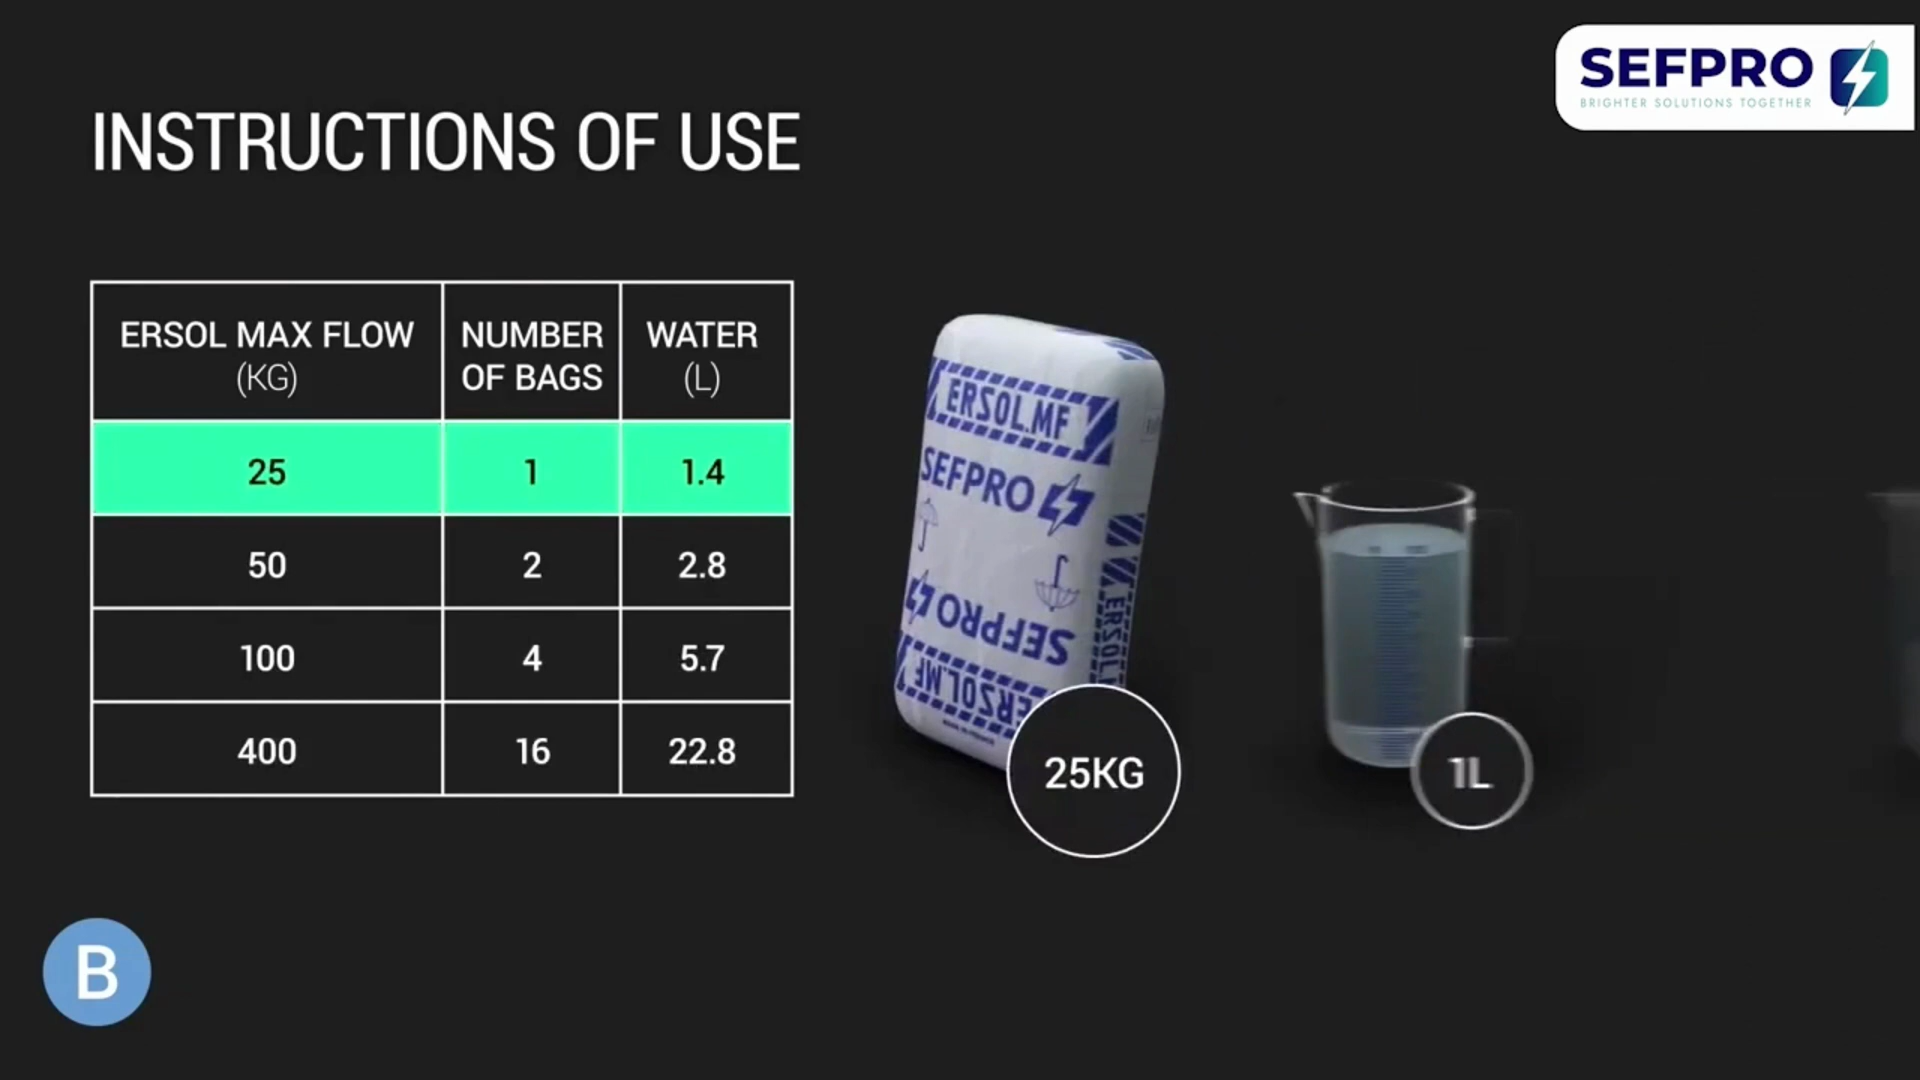 SEFPRO
BRIGHTER SOLUTIONS TOGETHER
INSTRUCTIONS OF USE
ERSOL MAX FLOW
(KG)
NUMBER
OF BAGS
WATER
(L)
25
1
1.4
50
2
2.8
100
4
5.7
400
16
22.8
ERSOL.MF
SEFPRO
SEFPRO
ERSOL.MF
ERSOL
25KG
1L
B